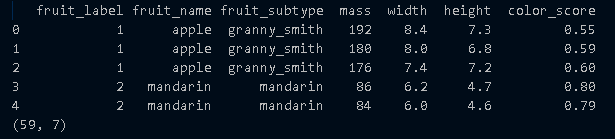 fruit_label fruit_name fruit_subtype mass width height color_score
0 1 apple granny_smith 192 8.4 7.3 0.55
1 1 apple granny_smith 180 8.0 6.8 0.59
2 1 apple granny_smith 176 7.4 7.2 0.60
3 2 mandarin mandarin 86 6.2 4.7 0.80
4 2 mandarin mandarin 84 6.0 4.6 0.79
(59, 7)